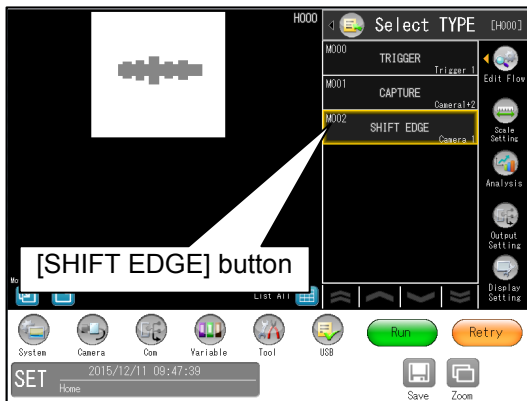 H000
Select TYPE
[H000]
M000
TRIGGER
Trigger 1
M001
CAPTURE
Camera1+2
M002
SHIFT EDGE
Camera 1
Edit Flow
Scale
Setting
Analysis
Output
Setting
Display
Setting
[SHIFT EDGE] button
Mo
List All
System
Camera
Com
Variable
Tool
USB
Run
Retry
SET
2015/12/11 09:47:39
Home
Save
Zoom